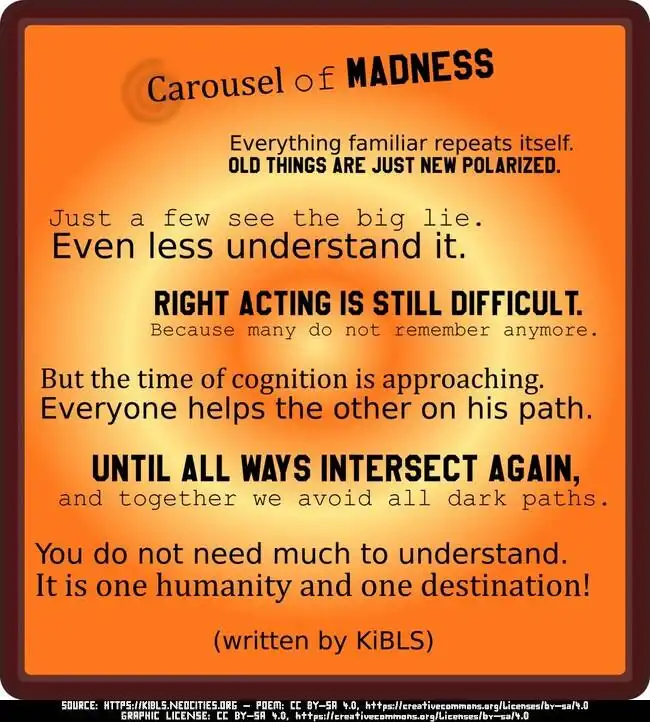 Carousel of MADNESS
Everything familiar repeats itself.
OLD THINGS ARE JUST NEW POLARIZED.
Just a few see the big lie.
Even less understand it.
RIGHT ACTING IS STILL DIFFICULT.
Because many do not remember anymore.
But the time of cognition is approaching.
Everyone helps the other on his path.
UNTIL ALL WAYS INTERSECT AGAIN,
and together we avoid all dark paths.
You do not need much to understand.
It is one humanity and one destination!
(written by KiBLS)
SOURCE: HTTPS://KIBLS.NEOCITIES.ORG – POEM: CC BY-SA 4.0, https://creativecommons.org/licenses/by-sa/4.0
GRAPHIC LICENSE: CC BY-SA 4.0, https://creativecommons.org/Licenses/by-sa/4.0